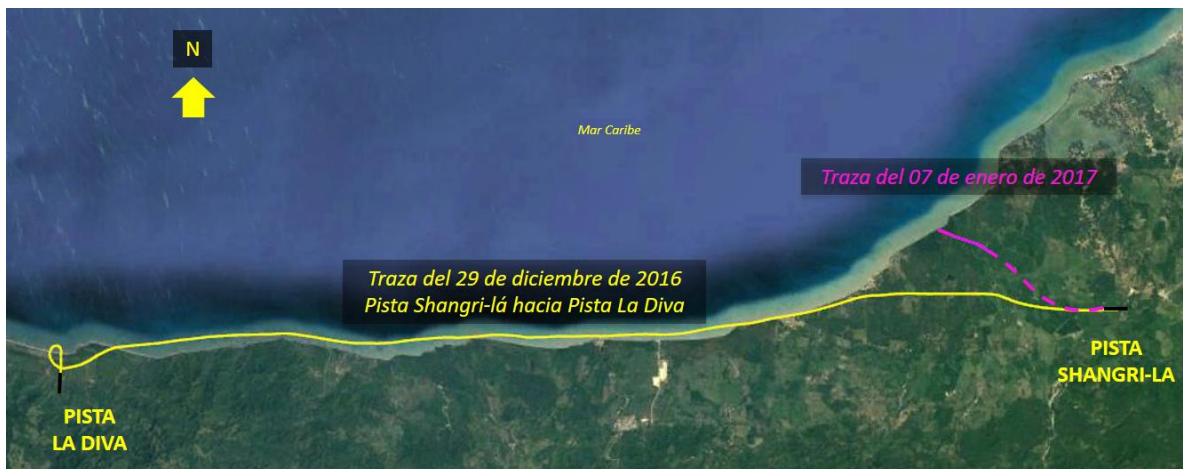 N
Mar Caribe
Traza del 07 de enero de 2017
Traza del 29 de diciembre de 2016
Pista Shangri-lá hacia Pista La Diva
PISTA
SHANGRI-LA
PISTA
LA DIVA